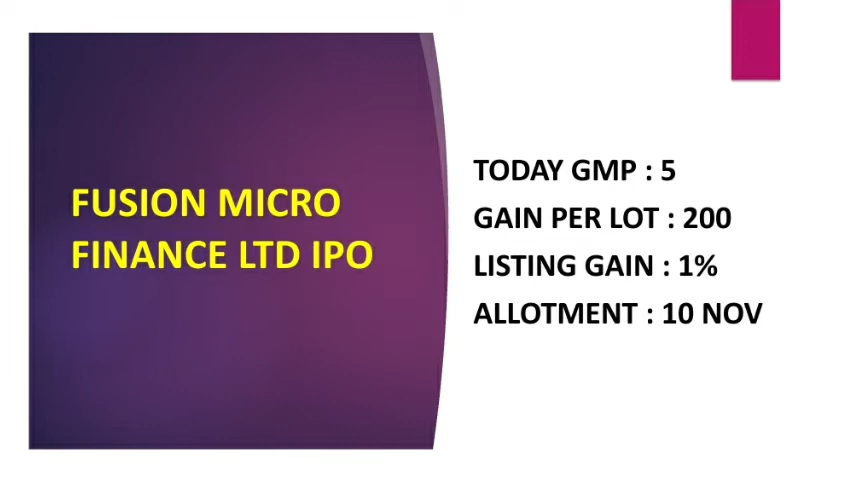 FUSION MICRO
FINANCE LTD IPO
TODAY GMP : 5
GAIN PER LOT : 200
LISTING GAIN : 1%
ALLOTMENT : 10 NOV